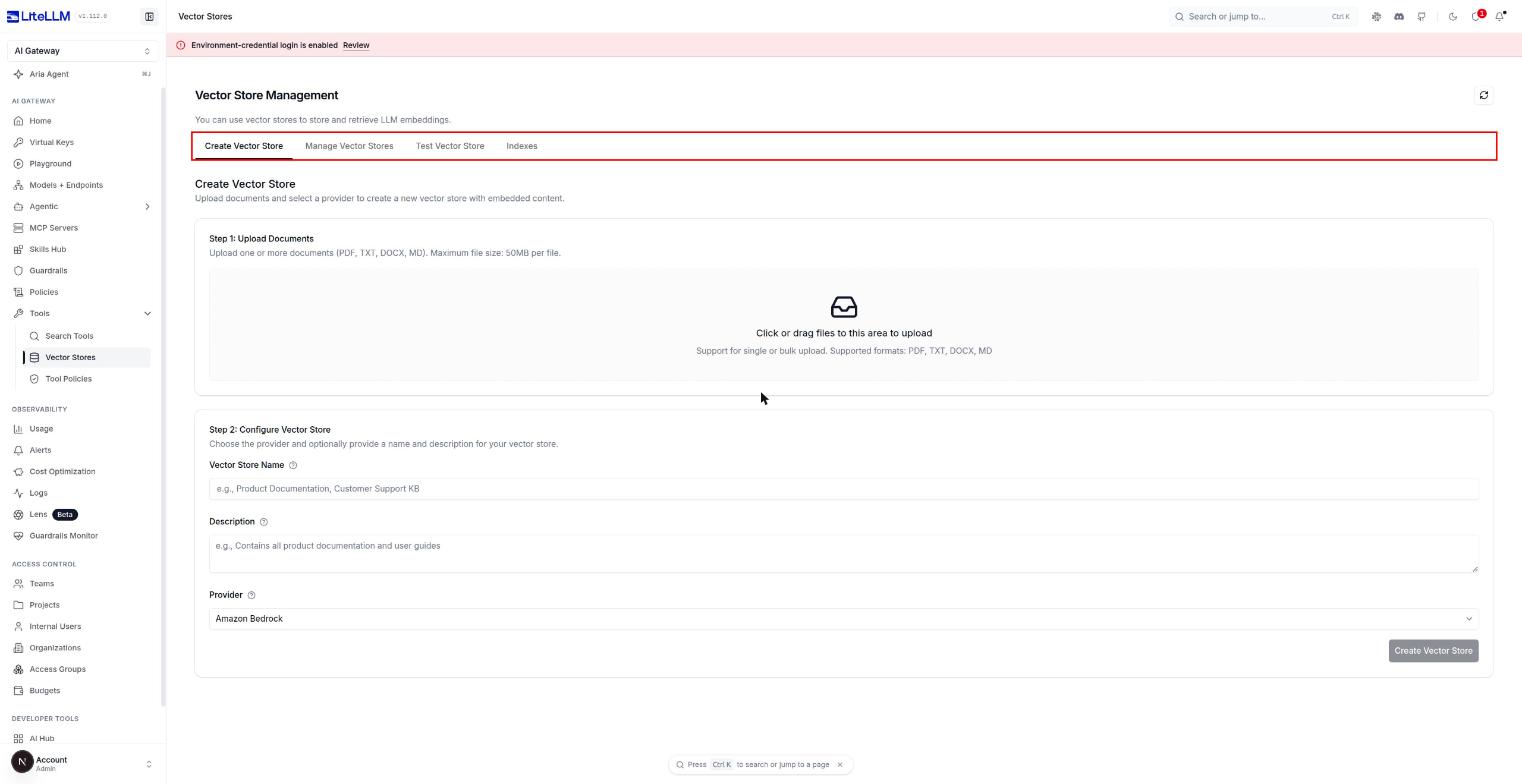 LiteLLM v1.112.0
AI Gateway
Aria Agent ⌘J
AI GATEWAY
Home
Virtual Keys
Playground
Models + Endpoints
Agentic
MCP Servers
Skills Hub
Guardrails
Policies
Tools
Search Tools
Vector Stores
Tool Policies
OBSERVABILITY
Usage
Alerts
Cost Optimization
Logs
Lens Beta
Guardrails Monitor
ACCESS CONTROL
Teams
Projects
Internal Users
Organizations
Access Groups
Budgets
DEVELOPER TOOLS
AI Hub
N Account
Admin
Vector Stores
Search or jump to... Ctrl K
1
Environment-credential login is enabled Review
Vector Store Management
You can use vector stores to store and retrieve LLM embeddings.
Create Vector Store Manage Vector Stores Test Vector Store Indexes
Create Vector Store
Upload documents and select a provider to create a new vector store with embedded content.
Step 1: Upload Documents
Upload one or more documents (PDF, TXT, DOCX, MD). Maximum file size: 50MB per file.
Click or drag files to this area to upload
Support for single or bulk upload. Supported formats: PDF, TXT, DOCX, MD
Step 2: Configure Vector Store
Choose the provider and optionally provide a name and description for your vector store.
Vector Store Name
e.g., Product Documentation, Customer Support KB
Description
e.g., Contains all product documentation and user guides
Provider
Amazon Bedrock
Create Vector Store
Press Ctrl K to search or jump to a page